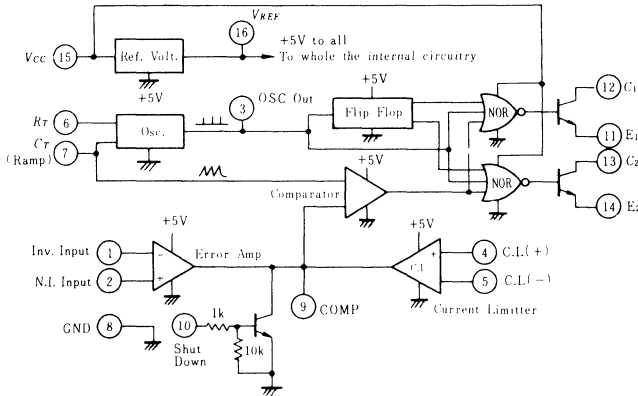 VREF
16
+5V to all
To whole the internal circuitry
VCC 15
Ref. Volt.
+5V
+5V
RT 6
CT 7
(Ramp)
Osc.
3
OSC Out
Flip Flop
NOR
12 C1
11 E1
13 C2
NOR
14 E2
+5V
Comparator
+5V
+5V
Inv. Input 1
-
Error Amp
N.I. Input 2
+
C.L
+
4 C.L(+)
-
5 C.L(-)
Current Limitter
9
COMP
GND 8
10
Shut
Down
1k
10k